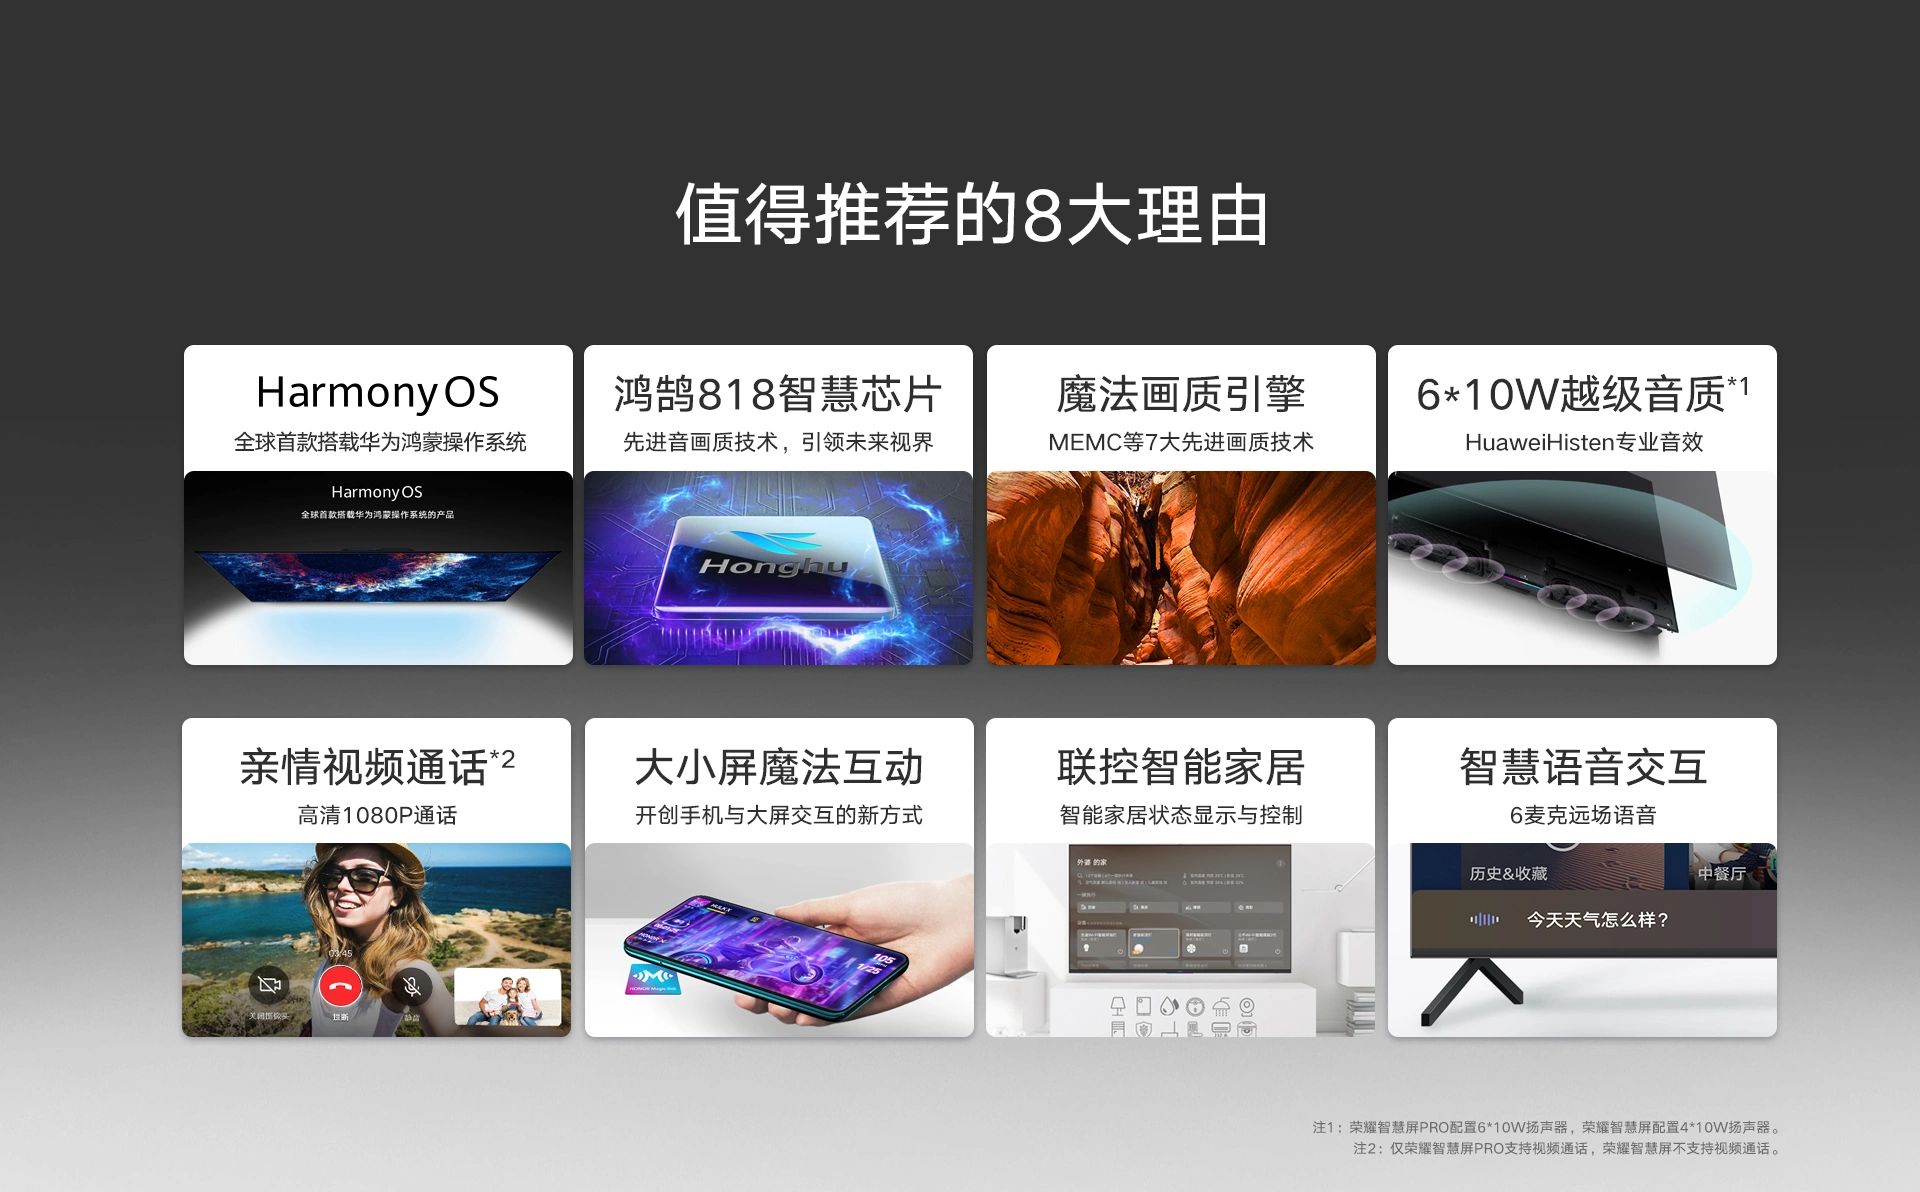 值得推荐的8大理由
HarmonyOS
全球首款搭载华为鸿蒙操作系统
HarmonyOS
全球首款搭载华为鸿蒙操作系统的产品
鸿鹄818智慧芯片
先进音画质技术，引领未来视界
Honghu
魔法画质引擎
MEMC等7大先进画质技术
6*10W越级音质*1
HuaweiHisten专业音效
亲情视频通话*2
高清1080P通话
03:45
关闭摄像头
挂断
静音
大小屏魔法互动
开创手机与大屏交互的新方式
HONOR Magic-link
105
1/25
联控智能家居
智能家居状态显示与控制
外婆 的家
智慧语音交互
6麦克远场语音
历史&收藏
中餐厅
今天天气怎么样？
注1：荣耀智慧屏PRO配置6*10W扬声器，荣耀智慧屏配置4*10W扬声器。
注2：仅荣耀智慧屏PRO支持视频通话，荣耀智慧屏不支持视频通话。